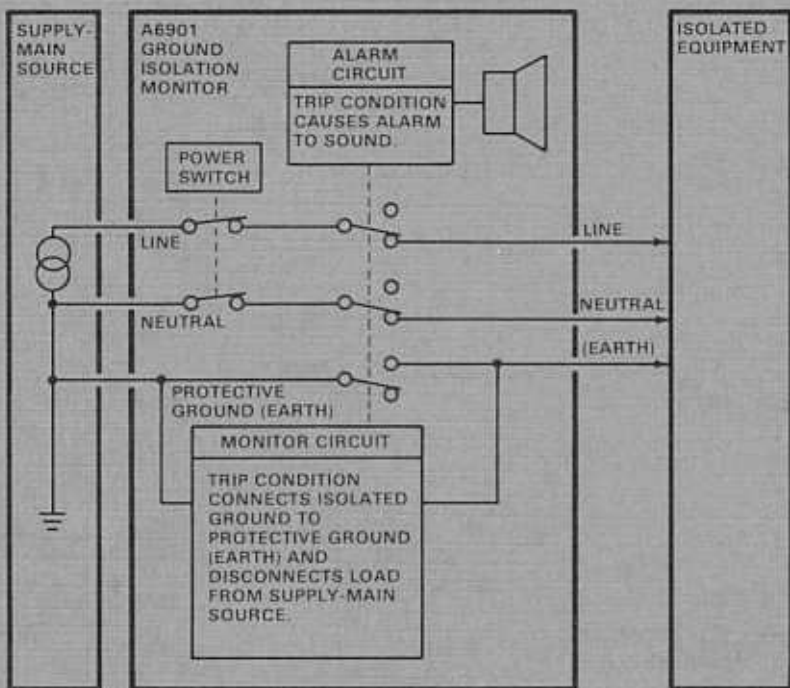 SUPPLY-
MAIN
SOURCE
A6901
GROUND
ISOLATION
MONITOR
ALARM
CIRCUIT
TRIP CONDITION
CAUSES ALARM
TO SOUND.
POWER
SWITCH
ISOLATED
EQUIPMENT
LINE
LINE
NEUTRAL
NEUTRAL
(EARTH)
PROTECTIVE
GROUND (EARTH)
MONITOR CIRCUIT
TRIP CONDITION
CONNECTS ISOLATED
GROUND TO
PROTECTIVE GROUND
(EARTH) AND
DISCONNECTS LOAD
FROM SUPPLY-MAIN
SOURCE.